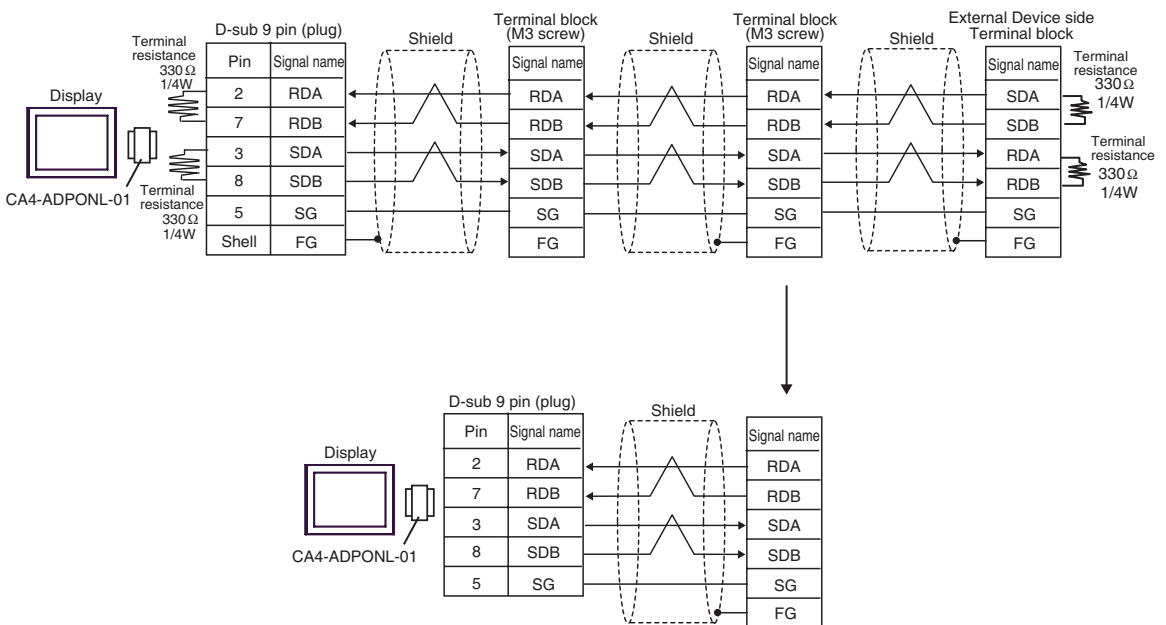 Terminal block
(M3 screw)
Terminal block
(M3 screw)
External Device side
Terminal block
D-sub 9 pin (plug)
Shield
Shield
Shield
Terminal
resistance
330Ω
1/4W
Terminal
resistance
330Ω
1/4W
Pin Signal name
2 RDA
7 RDB
3 SDA
8 SDB
5 SG
Shell FG
Display
CA4-ADPONL-01
Terminal
resistance
330Ω
1/4W
Signal name
RDA
RDB
SDA
SDB
SG
FG
Signal name
RDA
RDB
SDA
SDB
SG
FG
Signal name
SDA
SDB
RDA
RDB
SG
FG
Terminal
resistance
330Ω
1/4W
D-sub 9 pin (plug)
Shield
Pin Signal name
2 RDA
7 RDB
3 SDA
8 SDB
5 SG
Display
CA4-ADPONL-01
Signal name
RDA
RDB
SDA
SDB
SG
FG